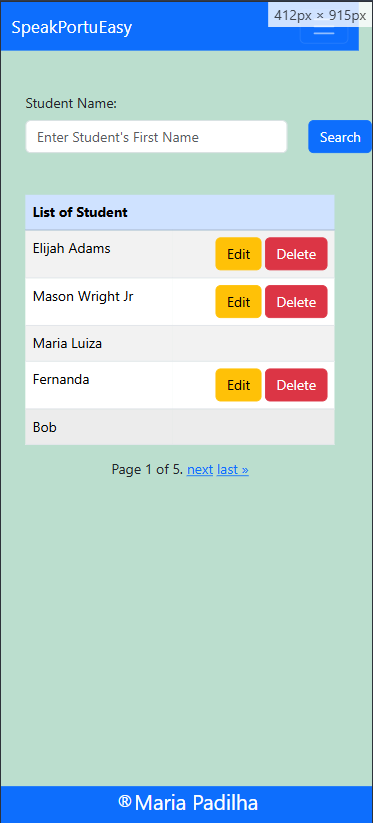 SpeakPortuEasy
412px × 915px
Student Name:
Enter Student's First Name
Search
List of Student
Elijah Adams Edit Delete
Mason Wright Jr Edit Delete
Maria Luiza
Fernanda Edit Delete
Bob
Page 1 of 5. next last »
®Maria Padilha